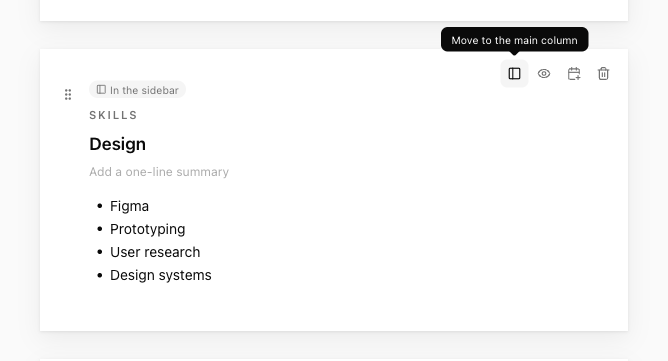 Move to the main column
In the sidebar
SKILLS
Design
Add a one-line summary
• Figma
• Prototyping
• User research
• Design systems